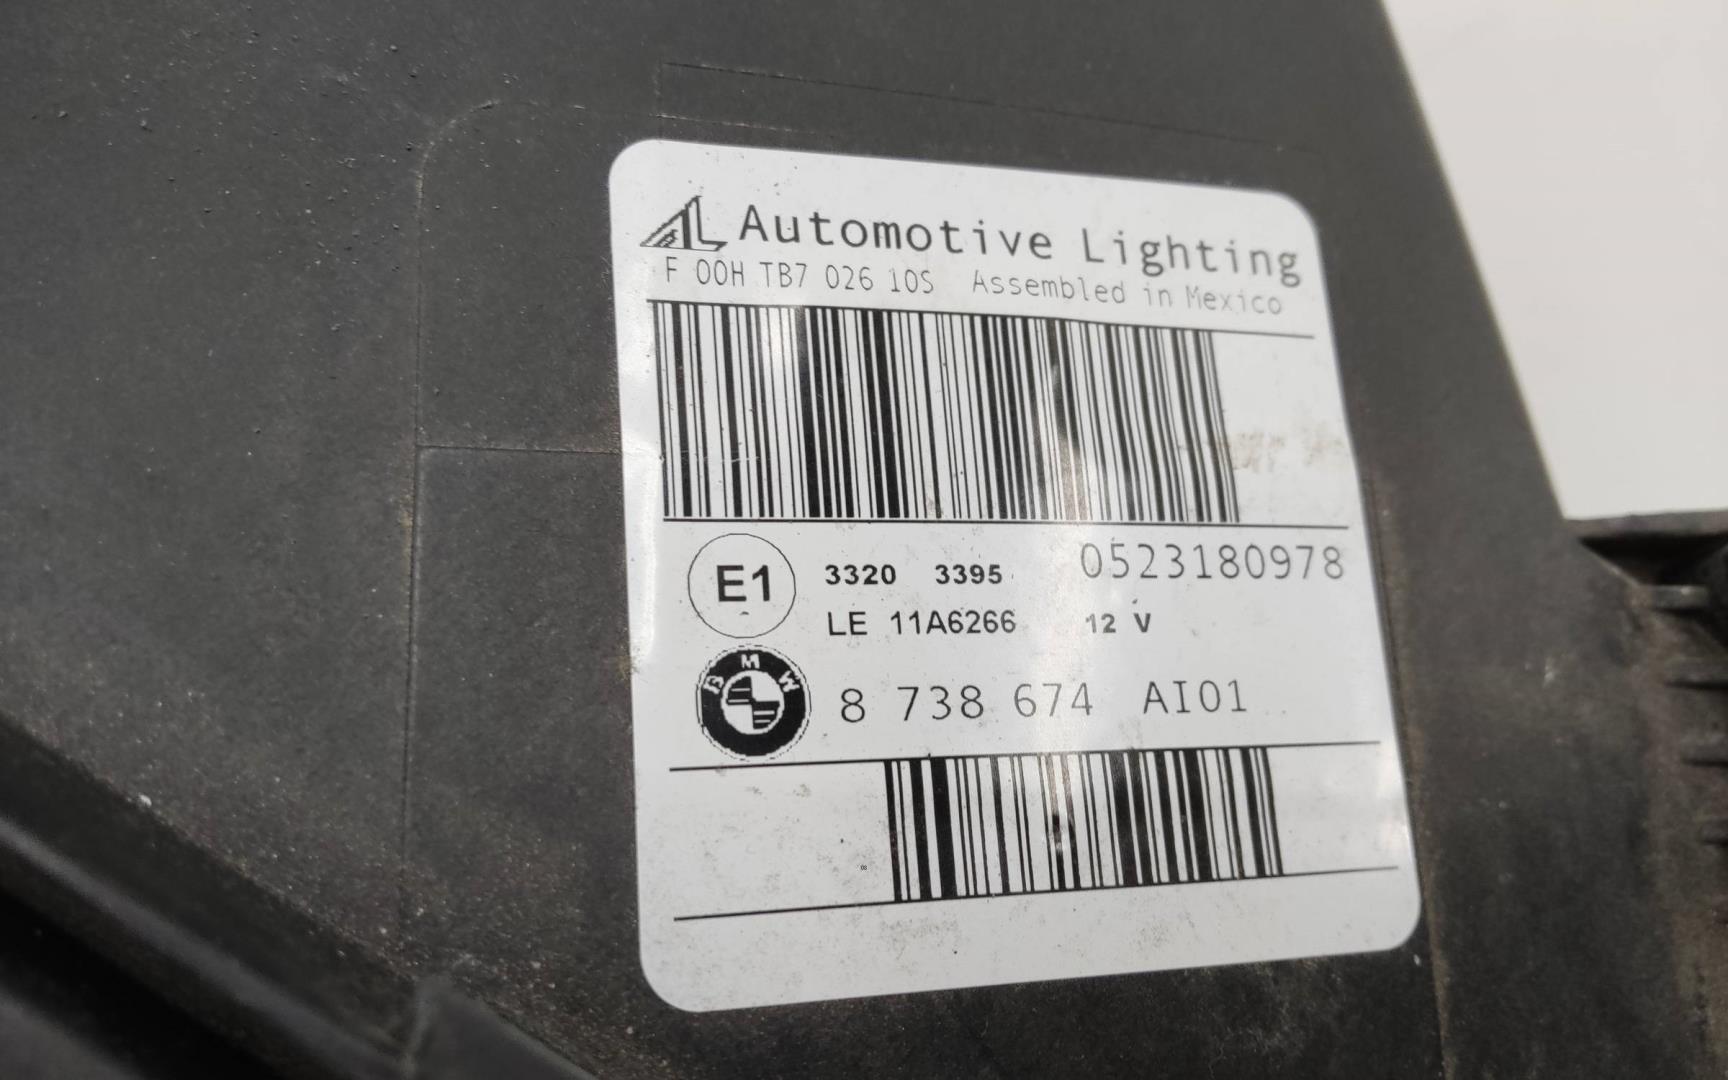 AL Automotive Lighting
F 00H TB7 026 10S Assembled in Mexico
E1 3320 3395 0523180978
LE 11A6266 12 V
BMW 8 738 674 AI01